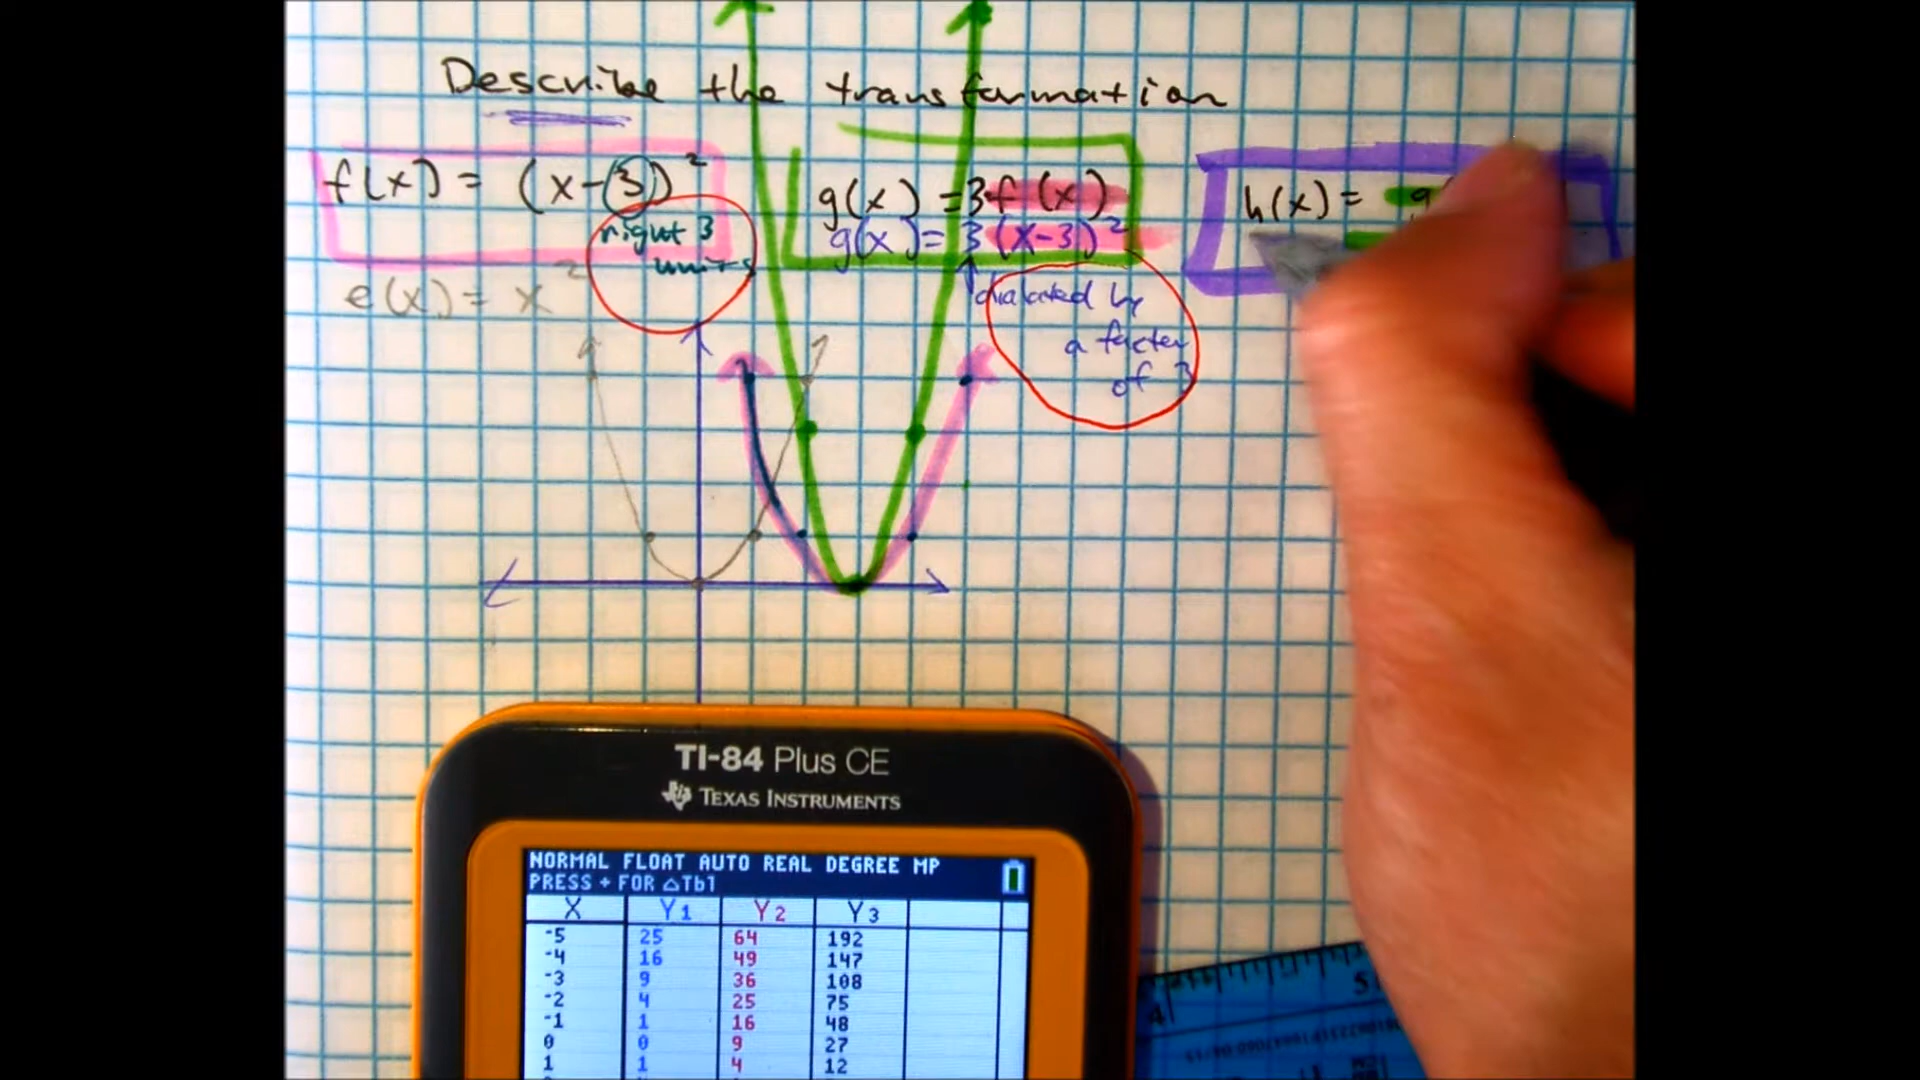 Describe the transformation
f(x) = (x-(3))²
right 3
units
e(x) = x²
g(x) = 3f(x)
g(x) = 3(x-3)²
dialated by
a factor
of 3
h(x) = g(
TI-84 Plus CE
TEXAS INSTRUMENTS
NORMAL FLOAT AUTO REAL DEGREE MP
PRESS + FOR △Tbl
X Y1 Y2 Y3
-5 25 64 192
-4 16 49 147
-3 9 36 108
-2 4 25 75
-1 1 16 48
0 0 9 27
1 1 4 12
4 5